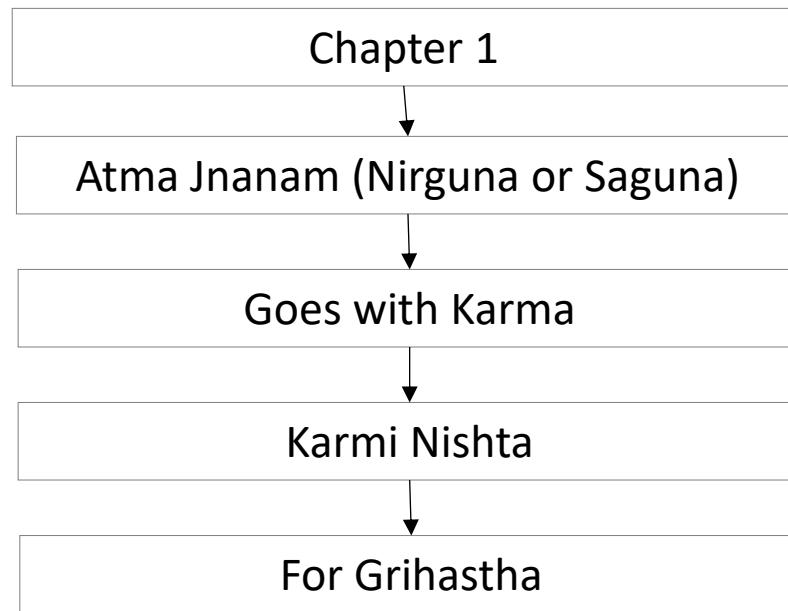 Chapter 1
Atma Jnanam (Nirguna or Saguna)
Goes with Karma
Karmi Nishta
For Grihastha